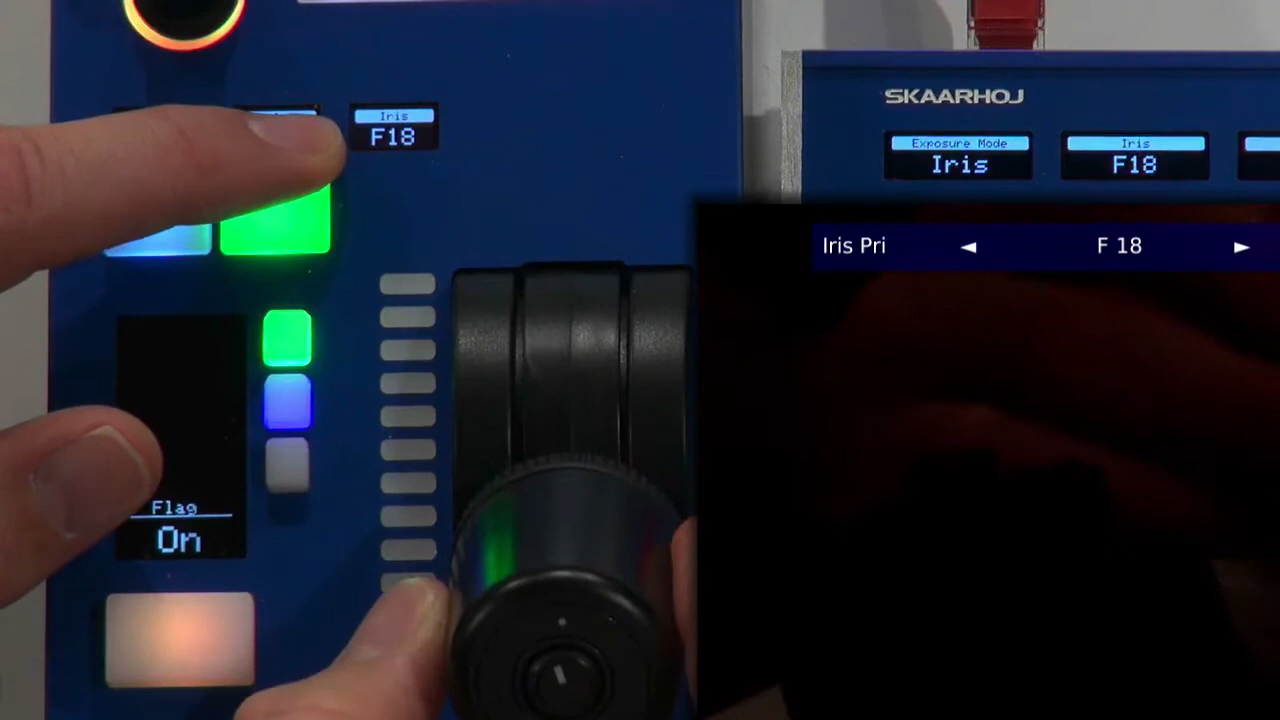 Iris
F18
SKAARHOJ
Exposure Mode
Iris
Iris
F18
Iris Pri ◄ F 18 ►
Flag
On